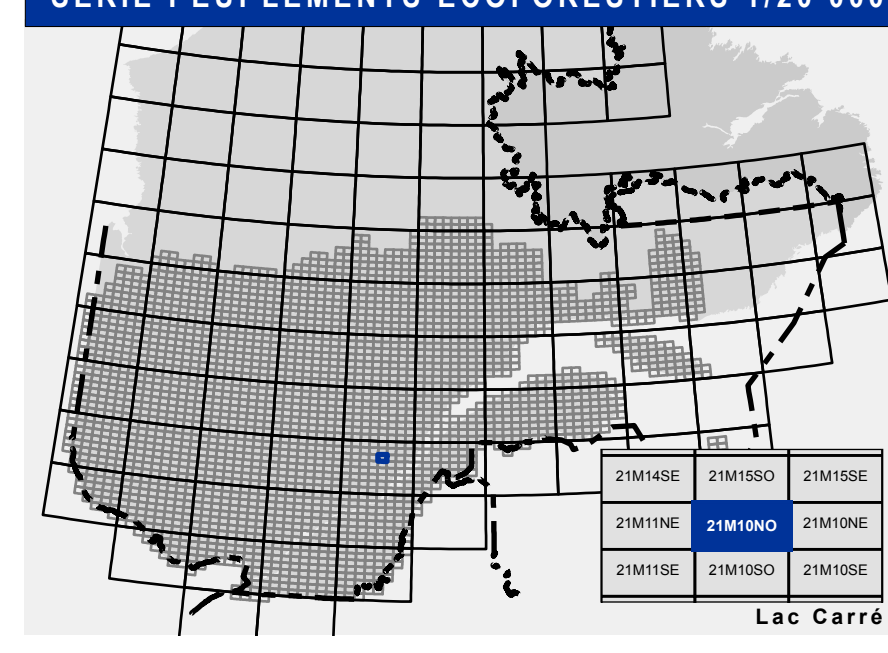 SÉRIE PEUPLEMENTS ÉCOFORESTIERS 1/20 000
21M14SE 21M15SO 21M15SE
21M11NE 21M10NO 21M10NE
21M11SE 21M10SO 21M10SE
Lac Carré